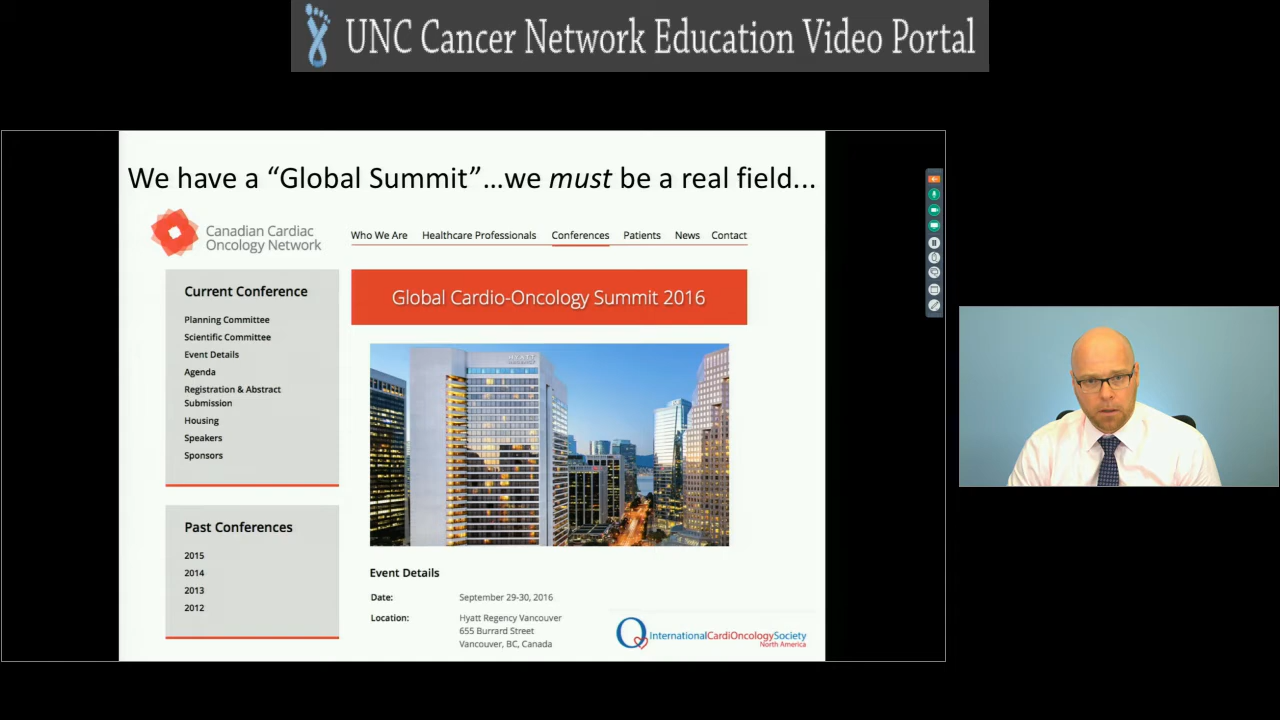 UNC Cancer Network Education Video Portal
We have a “Global Summit”...we must be a real field...
Canadian Cardiac
Oncology Network
Who We Are Healthcare Professionals Conferences Patients News Contact
Current Conference
Planning Committee
Scientific Committee
Event Details
Agenda
Registration & Abstract
Submission
Housing
Speakers
Sponsors
Past Conferences
2015
2014
2013
2012
Global Cardio-Oncology Summit 2016
HYATT
Event Details
Date: September 29-30, 2016
Location: Hyatt Regency Vancouver
655 Burrard Street
Vancouver, BC, Canada
InternationalCardiOncologySociety
North America